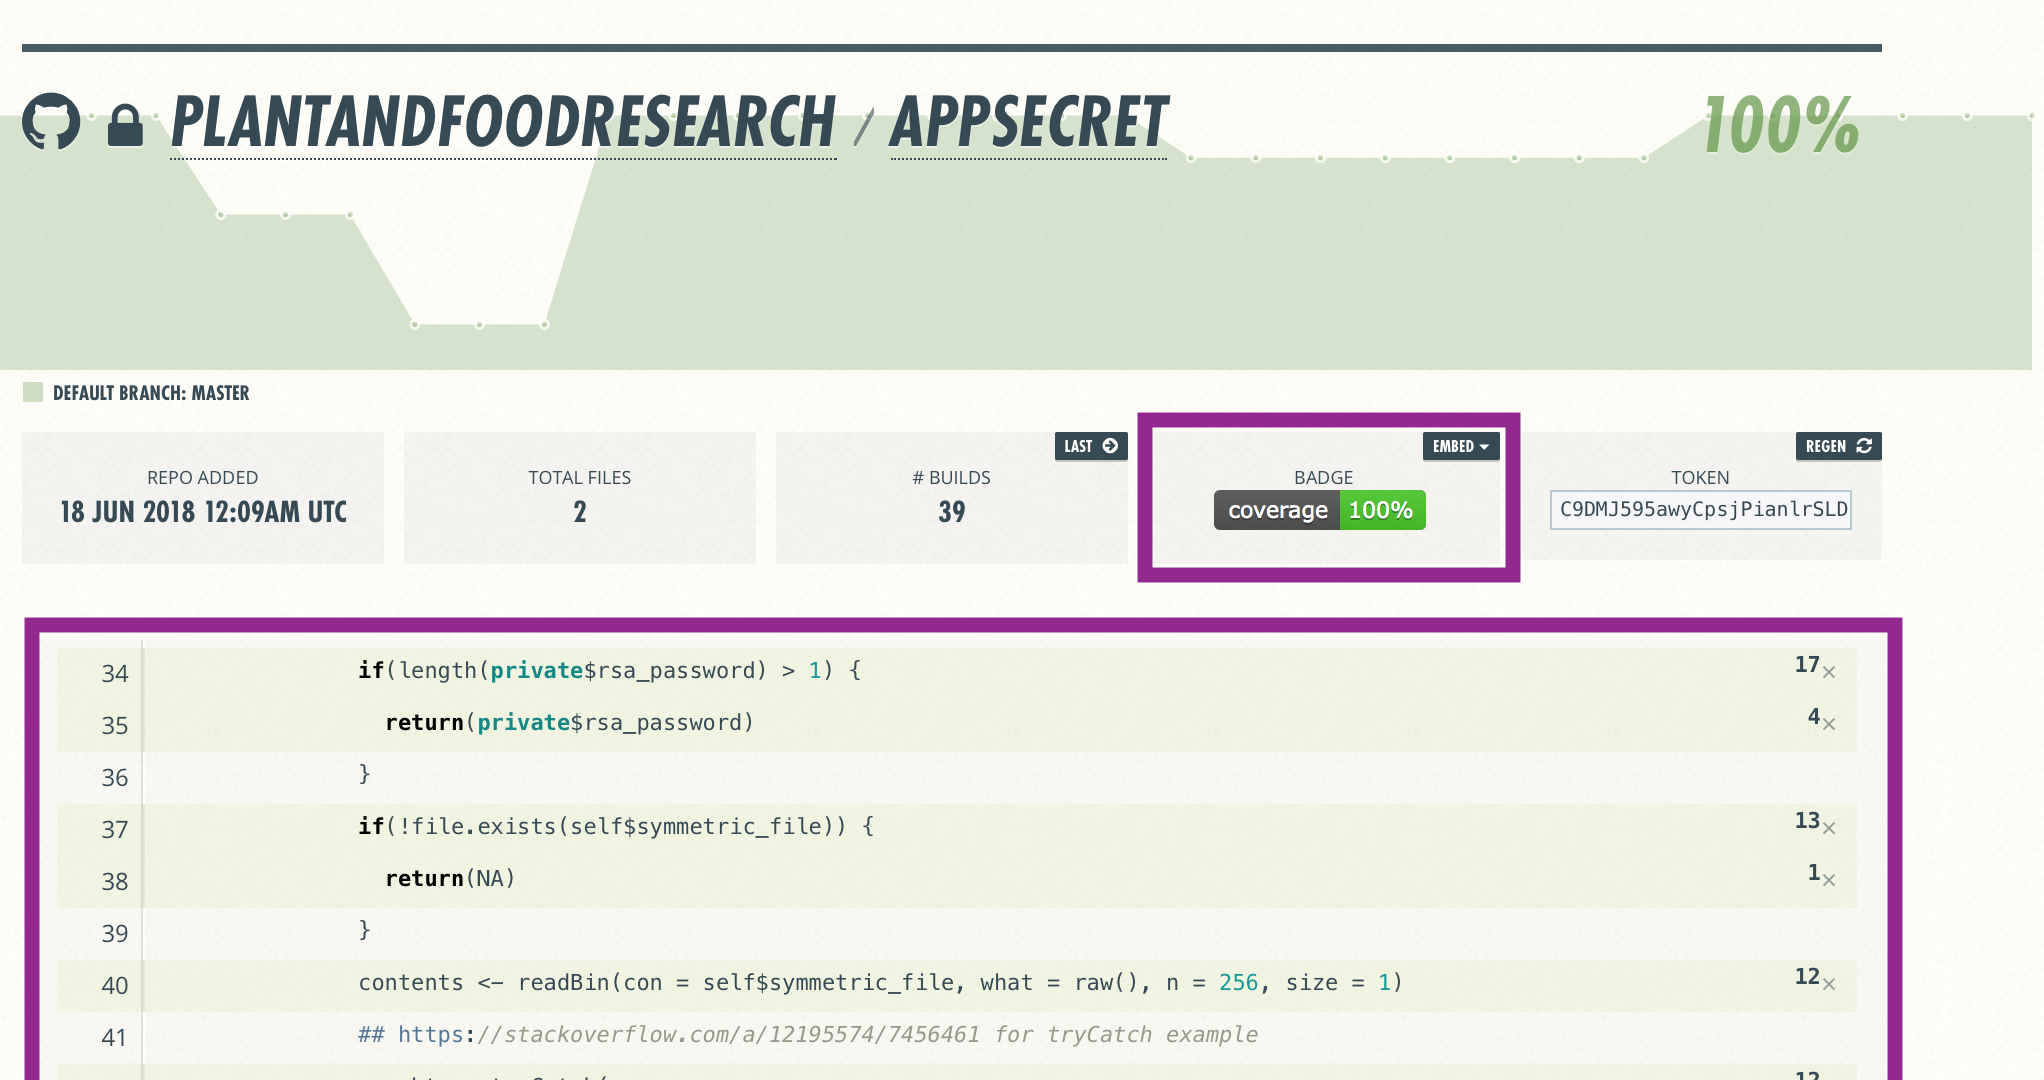 PLANTANDFOODRESEARCH / APPSECRET 100%
DEFAULT BRANCH: MASTER
LAST
EMBED
REGEN
REPO ADDED
18 JUN 2018 12:09AM UTC
TOTAL FILES
2
# BUILDS
39
BADGE
coverage 100%
TOKEN
C9DMJ595awyCpsjPianlrSLD
34 if(length(private$rsa_password) > 1) { 17×
35 return(private$rsa_password) 4×
36 }
37 if(!file.exists(self$symmetric_file)) { 13×
38 return(NA) 1×
39 }
40 contents <- readBin(con = self$symmetric_file, what = raw(), n = 256, size = 1) 12×
41 ## https://stackoverflow.com/a/12195574/7456461 for tryCatch example
12